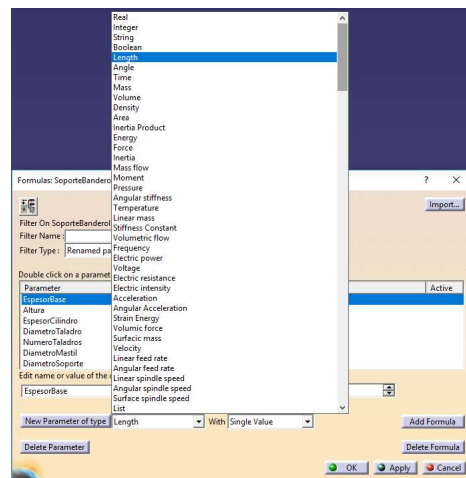 Real
Integer
String
Boolean
Length
Angle
Time
Mass
Volume
Density
Area
Inertia Product
Energy
Force
Inertia
Mass flow
Moment
Pressure
Angular stiffness
Temperature
Linear mass
Stiffness Constant
Volumetric flow
Frequency
Electric power
Voltage
Electric resistance
Electric intensity
Acceleration
Angular Acceleration
Strain Energy
Volumic force
Surfacic mass
Velocity
Linear feed rate
Angular feed rate
Linear spindle speed
Angular spindle speed
Surface spindle speed
List
Formulas: SoporteBandero
? X
Import...
Filter On SoporteBanderol
Filter Name :
Filter Type : Renamed pa
Double click on a paramet
Parameter Active
EspesorBase
Altura
EspesorCilindro
DiametroTaladro
NumeroTaladros
DiametroMastil
DiametroSoporte
Edit name or value of the
EspesorBase
New Parameter of type Length With Single Value Add Formula
Delete Parameter Delete Formula
OK Apply Cancel